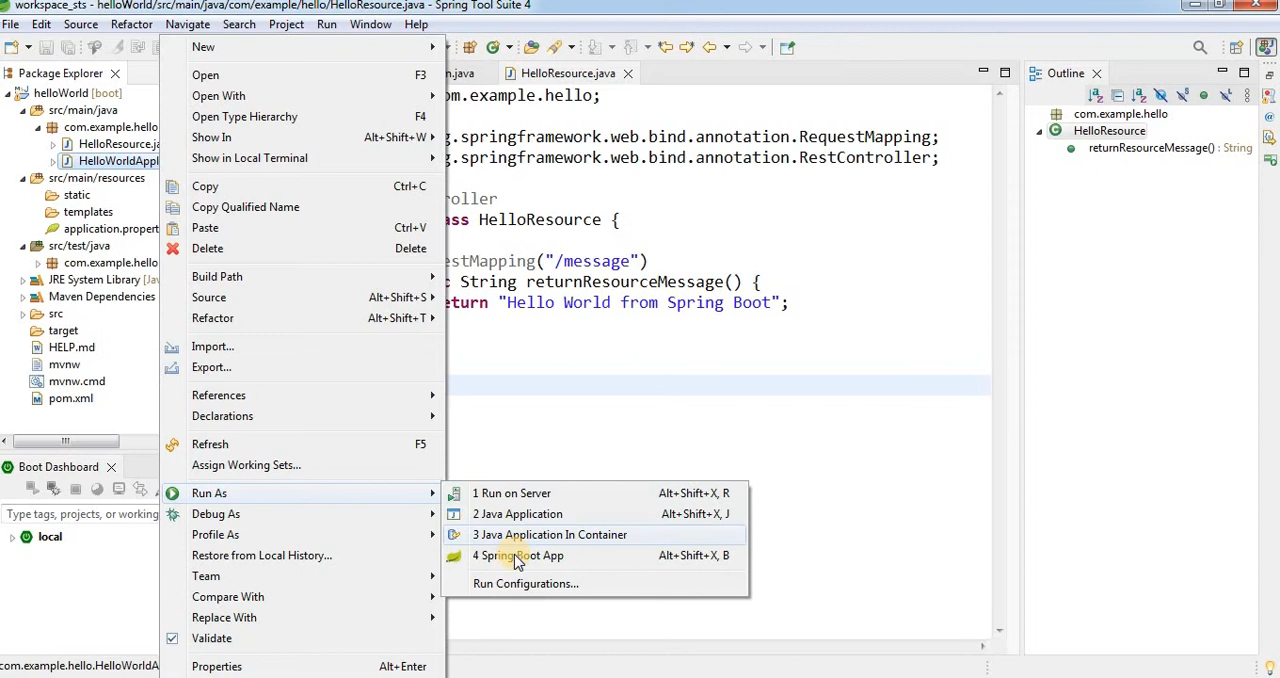 workspace_sts - helloWorld/src/main/java/com/example/hello/HelloResource.java - Spring Tool Suite 4
File Edit Source Refactor Navigate Search Project Run Window Help
Package Explorer
helloWorld [boot]
src/main/java
com.example.hello
HelloResource.ja
HelloWorldAppl
src/main/resources
static
templates
application.propert
src/test/java
com.example.hello
JRE System Library [Java
Maven Dependencies
src
target
HELP.md
mvnw
mvnw.cmd
pom.xml
Boot Dashboard
Type tags, projects, or working
local
com.example.hello.HelloWorldA
New
Open F3
Open With
Open Type Hierarchy F4
Show In Alt+Shift+W
Show in Local Terminal
Copy Ctrl+C
Copy Qualified Name
Paste Ctrl+V
Delete Delete
Build Path
Source Alt+Shift+S
Refactor Alt+Shift+T
Import...
Export...
References
Declarations
Refresh F5
Assign Working Sets...
Run As
Debug As
Profile As
Restore from Local History...
Team
Compare With
Replace With
Validate
Properties Alt+Enter
1 Run on Server Alt+Shift+X, R
2 Java Application Alt+Shift+X, J
3 Java Application In Container
4 Spring Boot App Alt+Shift+X, B
Run Configurations...
n.java HelloResource.java
om.example.hello;
g.springframework.web.bind.annotation.RequestMapping;
g.springframework.web.bind.annotation.RestController;
oller
ass HelloResource {
estMapping("/message")
c String returnResourceMessage() {
eturn "Hello World from Spring Boot";
Outline
com.example.hello
HelloResource
returnResourceMessage() : String